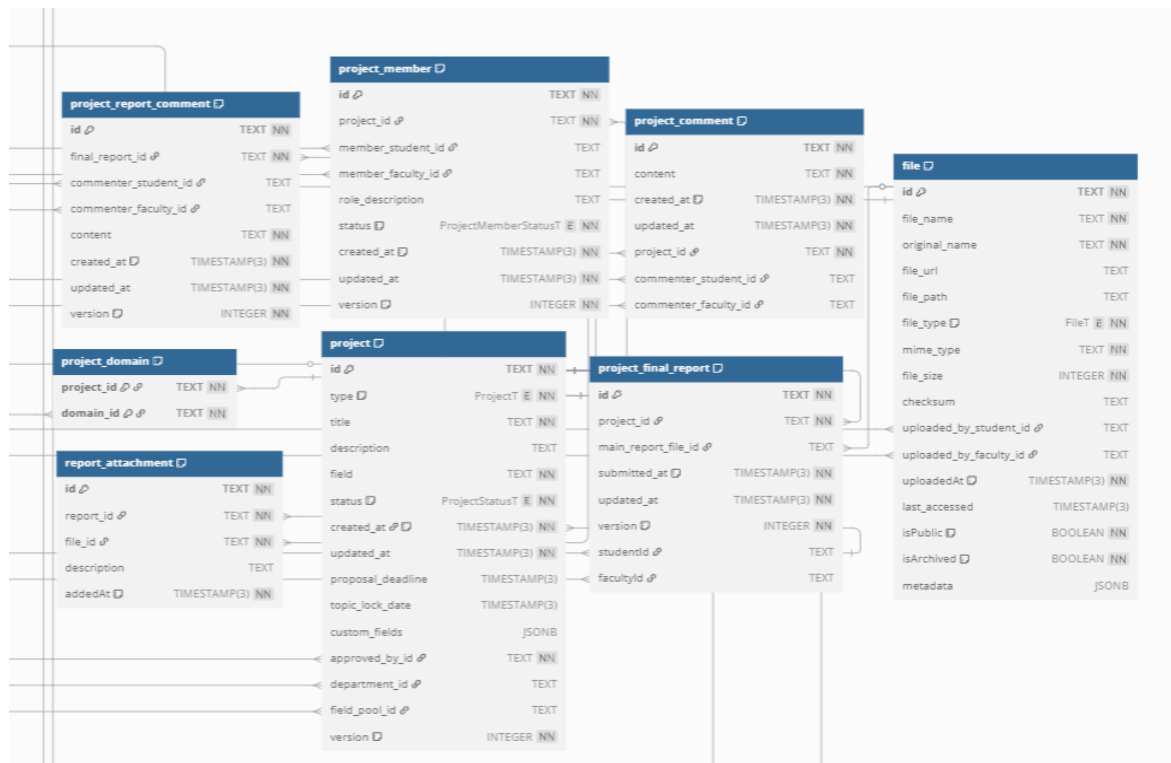 project_report_comment
id TEXT NN
final_report_id TEXT NN
commenter_student_id TEXT
commenter_faculty_id TEXT
content TEXT NN
created_at TIMESTAMP(3) NN
updated_at TIMESTAMP(3) NN
version INTEGER NN
project_member
id TEXT NN
project_id TEXT NN
member_student_id TEXT
member_faculty_id TEXT
role_description TEXT
status ProjectMemberStatusT E NN
created_at TIMESTAMP(3) NN
updated_at TIMESTAMP(3) NN
version INTEGER NN
project_comment
id TEXT NN
content TEXT NN
created_at TIMESTAMP(3) NN
updated_at TIMESTAMP(3) NN
project_id TEXT NN
commenter_student_id TEXT
commenter_faculty_id TEXT
file
id TEXT NN
file_name TEXT NN
original_name TEXT NN
file_url TEXT
file_path TEXT
file_type FileT E NN
mime_type TEXT NN
file_size INTEGER NN
checksum TEXT
uploaded_by_student_id TEXT
uploaded_by_faculty_id TEXT
uploadedAt TIMESTAMP(3) NN
last_accessed TIMESTAMP(3)
isPublic BOOLEAN NN
isArchived BOOLEAN NN
metadata JSONB
project_domain
project_id TEXT NN
domain_id TEXT NN
project
id TEXT NN
type ProjectT E NN
title TEXT NN
description TEXT
field TEXT NN
status ProjectStatusT E NN
created_at TIMESTAMP(3) NN
updated_at TIMESTAMP(3) NN
proposal_deadline TIMESTAMP(3)
topic_lock_date TIMESTAMP(3)
custom_fields JSONB
approved_by_id TEXT NN
department_id TEXT
field_pool_id TEXT
version INTEGER NN
project_final_report
id TEXT NN
project_id TEXT NN
main_report_file_id TEXT
submitted_at TIMESTAMP(3) NN
updated_at TIMESTAMP(3) NN
version INTEGER NN
studentId TEXT
facultyId TEXT
report_attachment
id TEXT NN
report_id TEXT NN
file_id TEXT NN
description TEXT
addedAt TIMESTAMP(3) NN